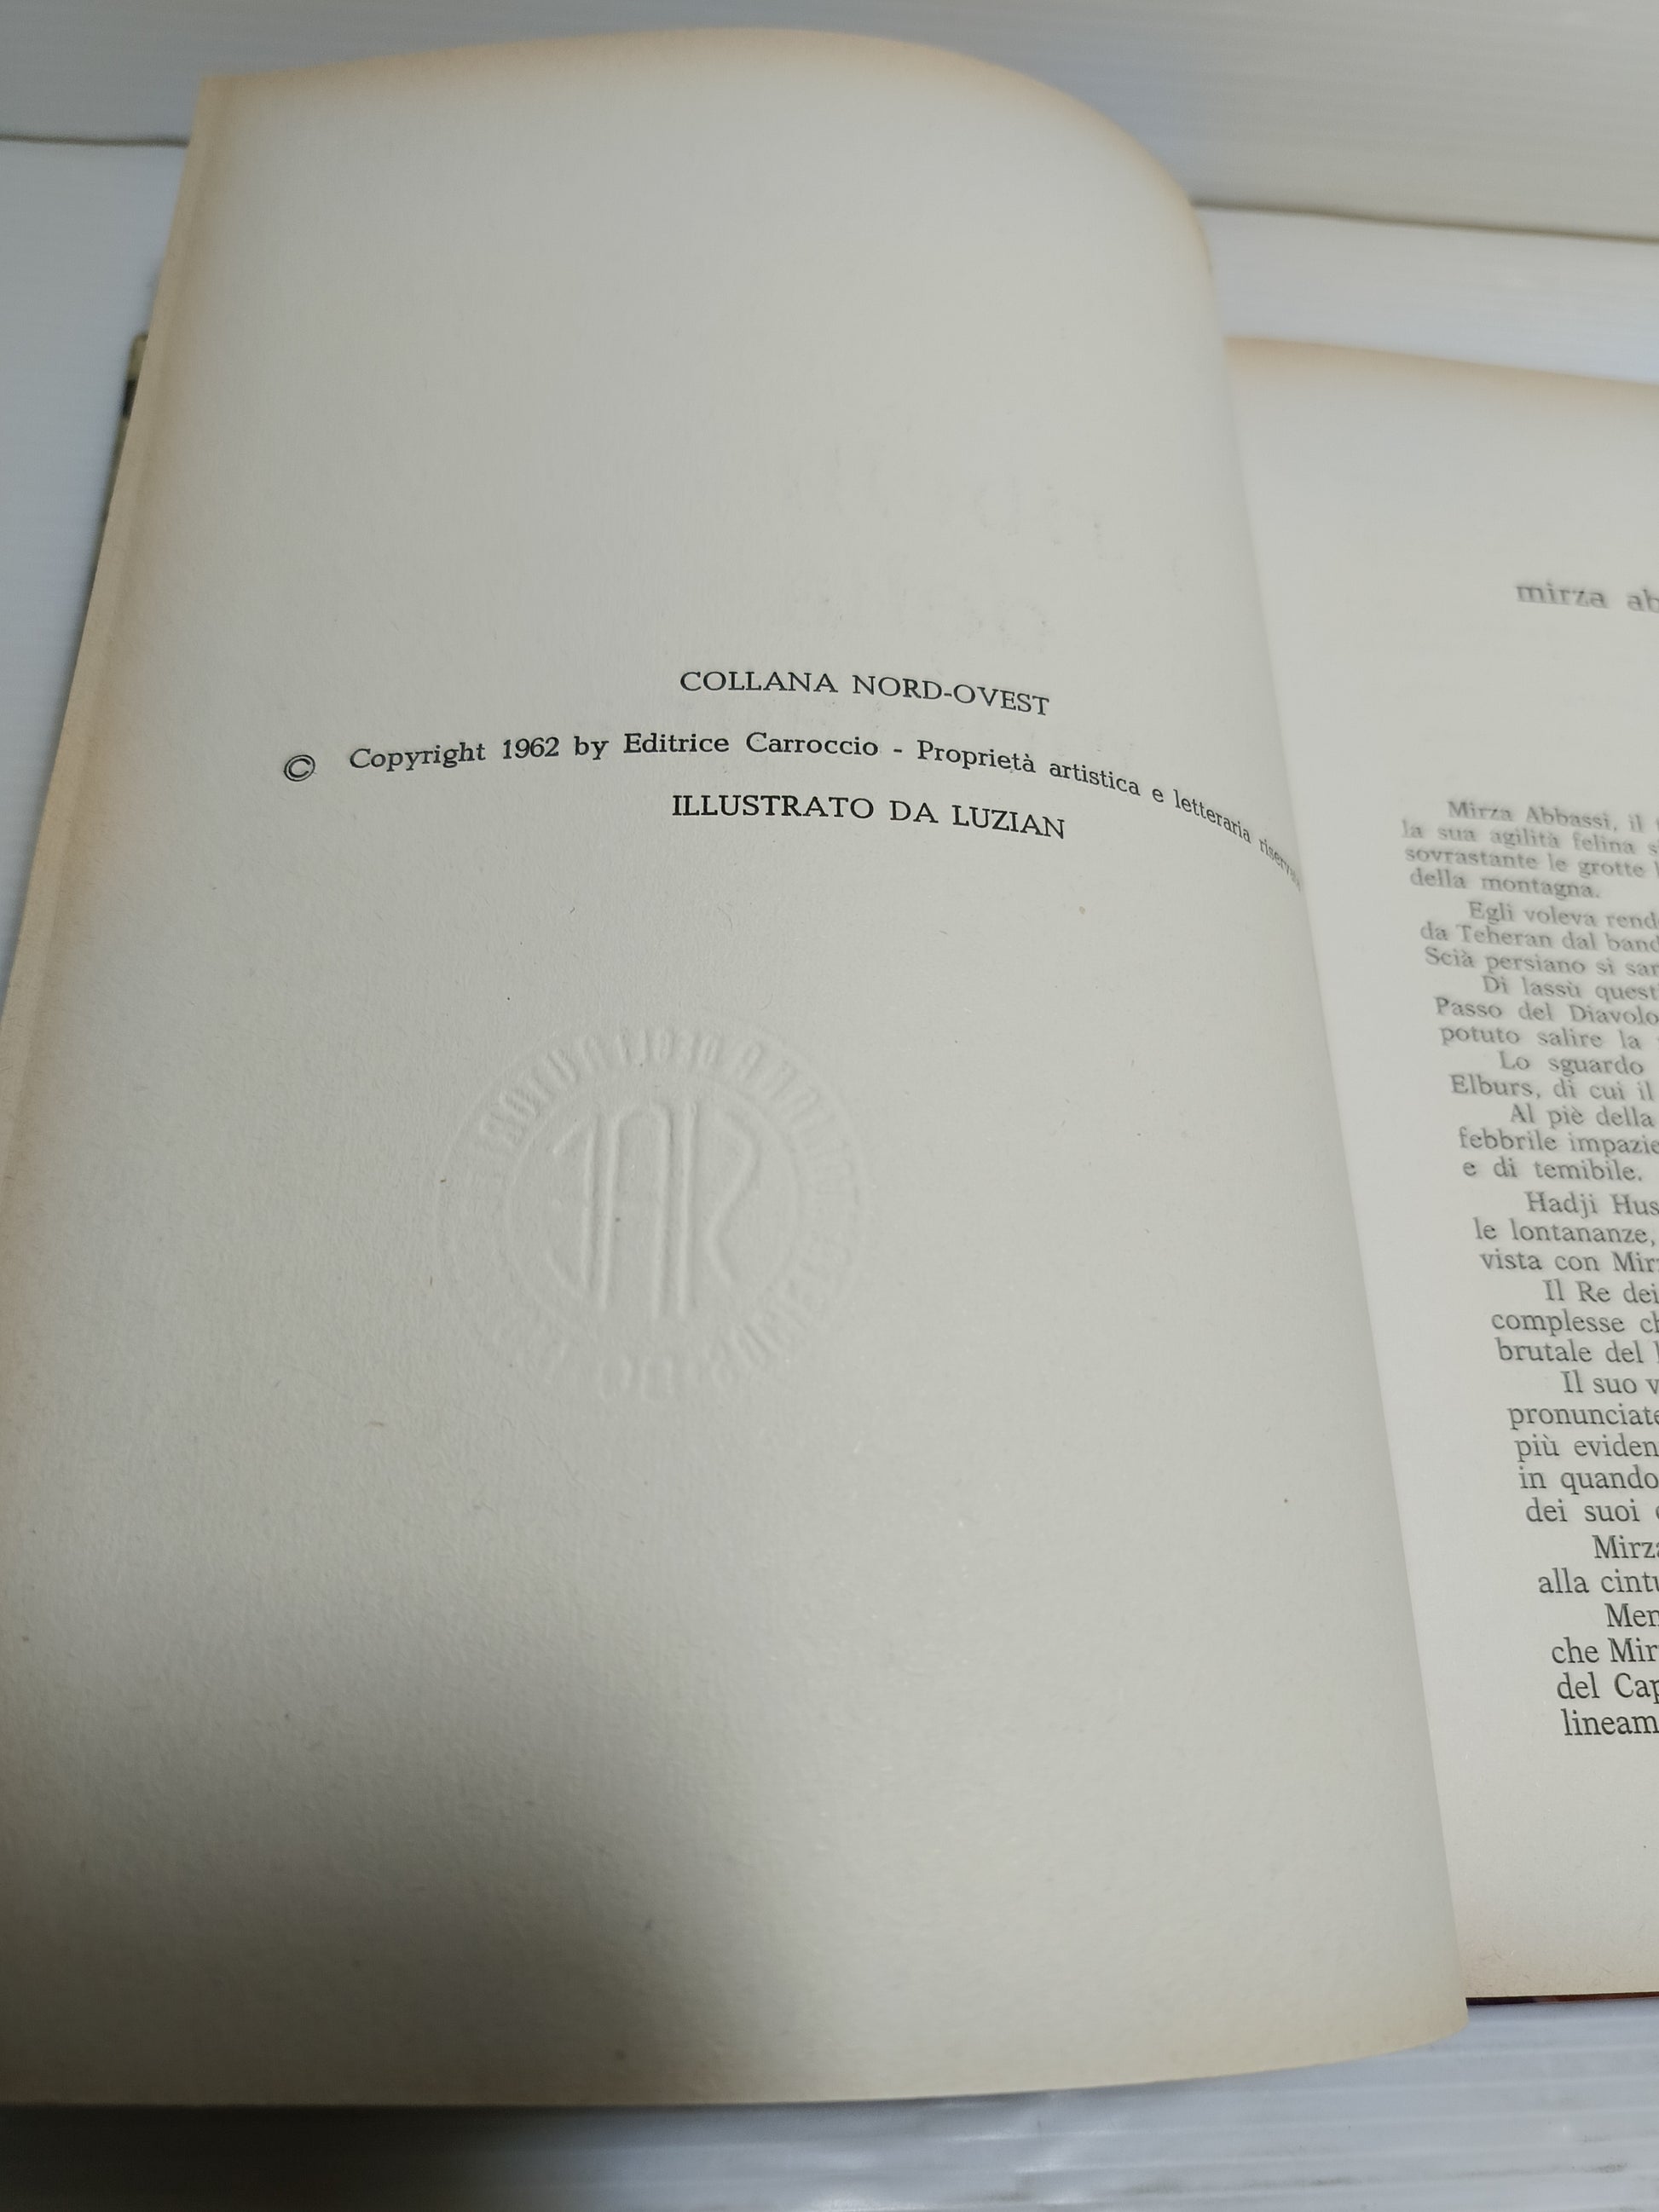 COLLANA NORD-OVEST
© Copyright 1962 by Editrice Carroccio - Proprietà artistica e letteraria
ILLUSTRATO DA LUZIAN
mirza
Mirza Abbassi, il
la sua agilità felina
sovrastante le grotte
della montagna.
Egli voleva
da Teheran dal
Scià persiano si
Di lassù
Passo del Diavolo
potuto salire la
Lo sguardo
Elburs, di cui il
Al piè della
febbrile
e di temibile.
Hadji
le lontananze,
vista con
Il Re dei
complesse
brutale del
Il suo
più
in quando
dei suoi
alla
che
del